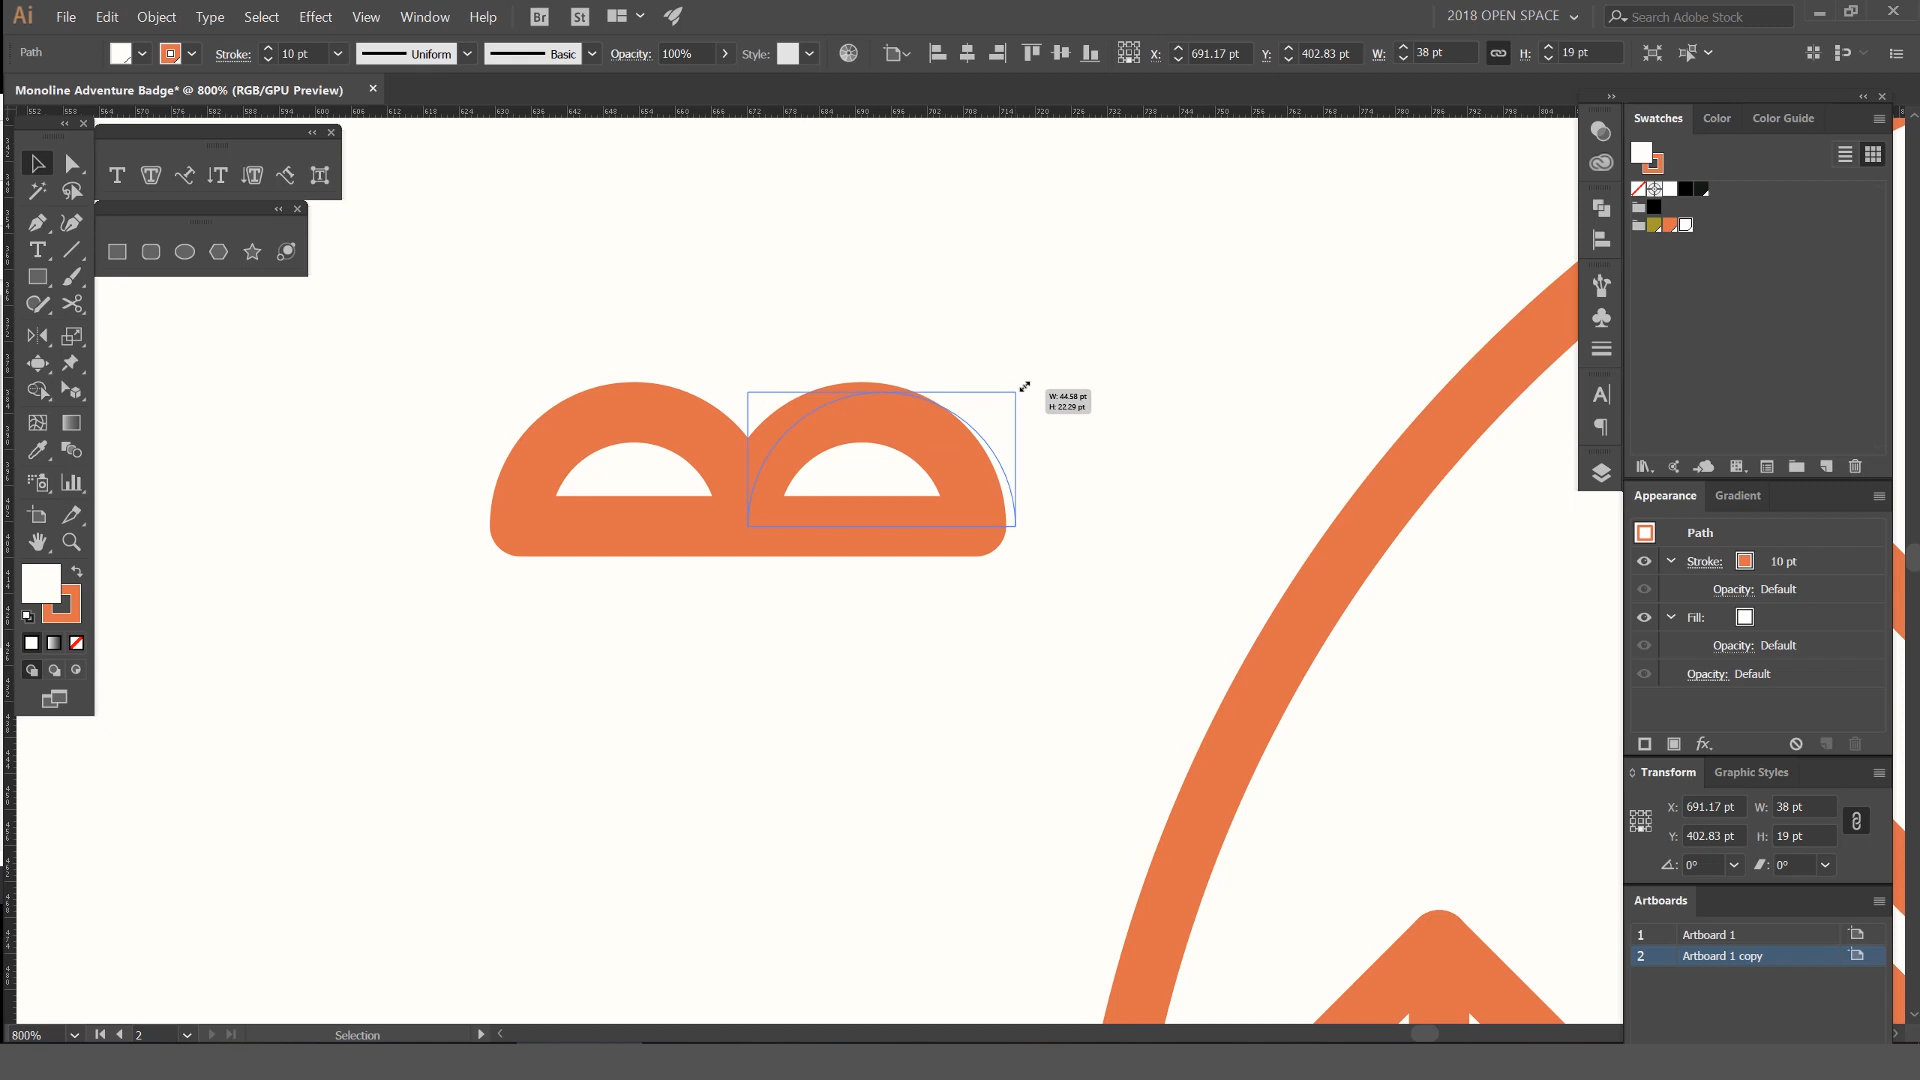 Ai File Edit Object Type Select Effect View Window Help Br St 2018 OPEN SPACE Search Adobe Stock
Path Stroke: 10 pt Uniform Basic Opacity: 100% Style: X: 691.17 pt Y: 402.83 pt W: 38 pt H: 19 pt
Monoline Adventure Badge* @ 800% (RGB/GPU Preview)
Swatches Color Color Guide
W: 44.58 pt
H: 22.29 pt
Appearance Gradient
Path
Stroke: 10 pt
Opacity: Default
Fill:
Opacity: Default
Opacity: Default
fx.
Transform Graphic Styles
X: 691.17 pt W: 38 pt
Y: 402.83 pt H: 19 pt
0° 0°
Artboards
1 Artboard 1
2 Artboard 1 copy
800% 2 Selection